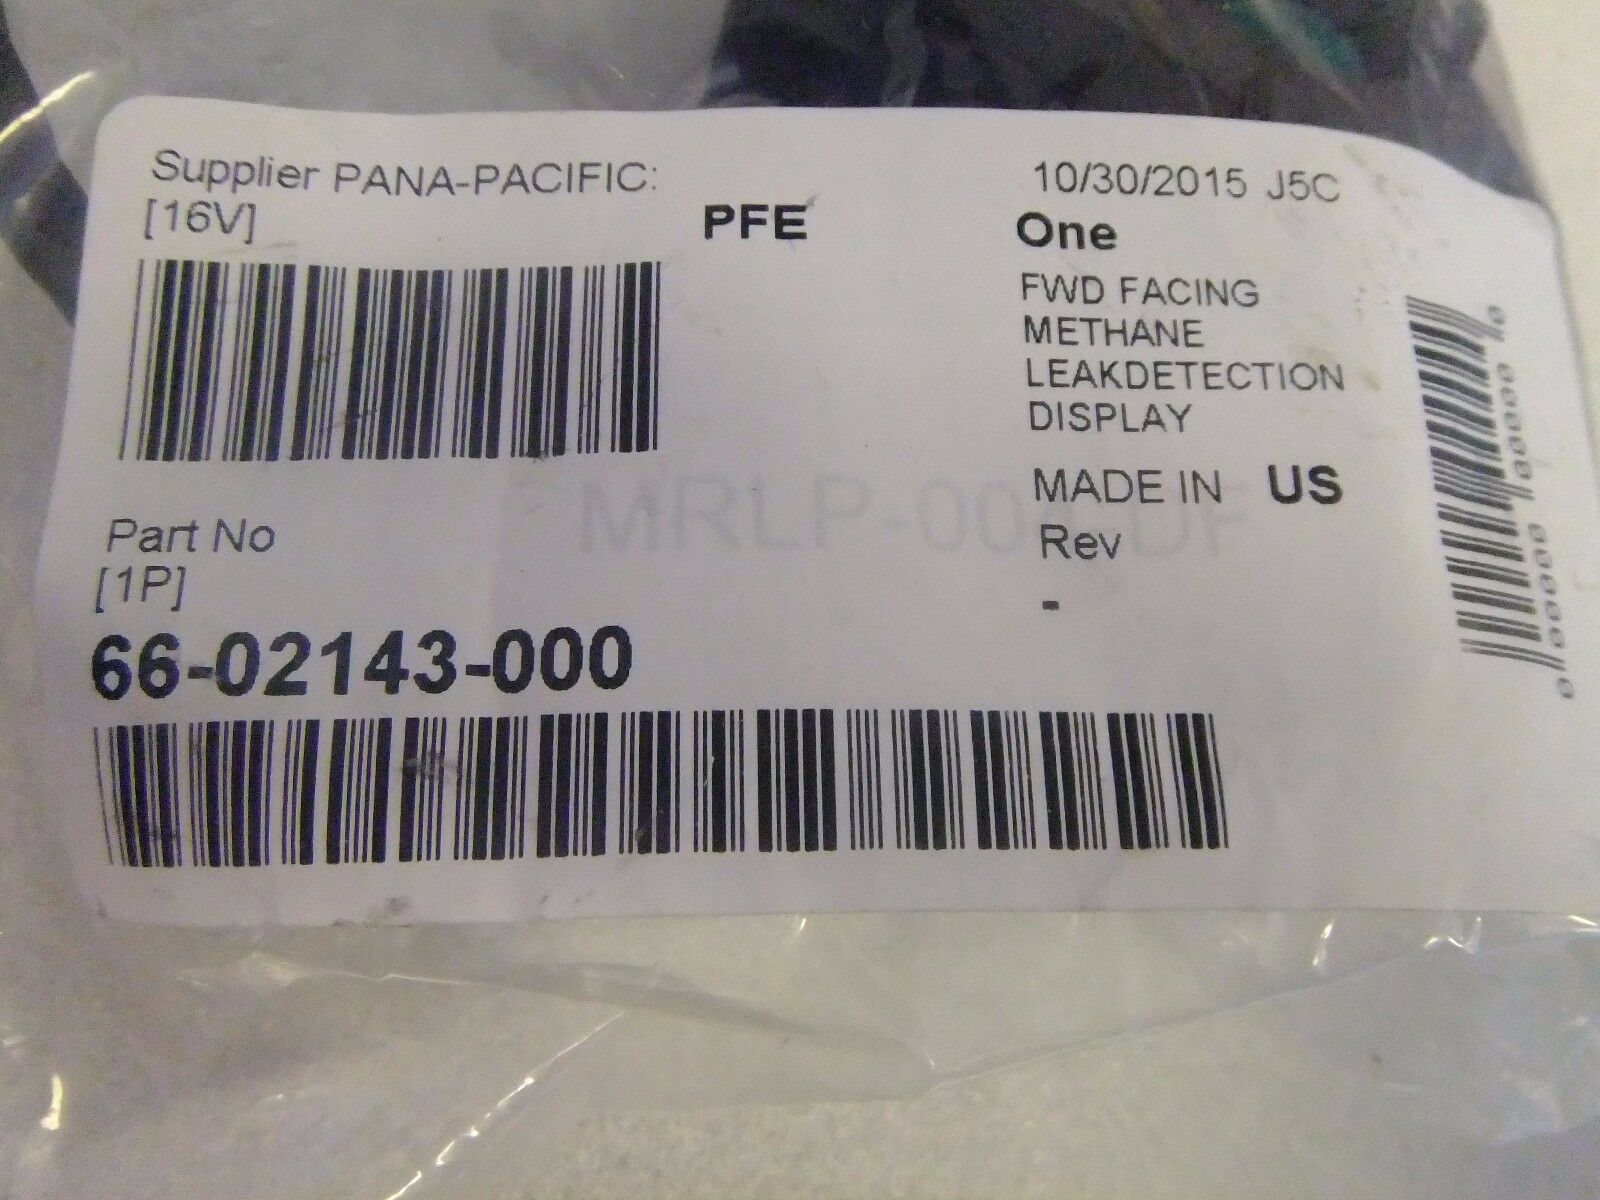 Supplier PANA-PACIFIC:
[16V]
PFE
10/30/2015 J5C
One
FWD FACING
METHANE
LEAKDETECTION
DISPLAY
MADE IN US
Rev
-
Part No
[1P]
66-02143-000